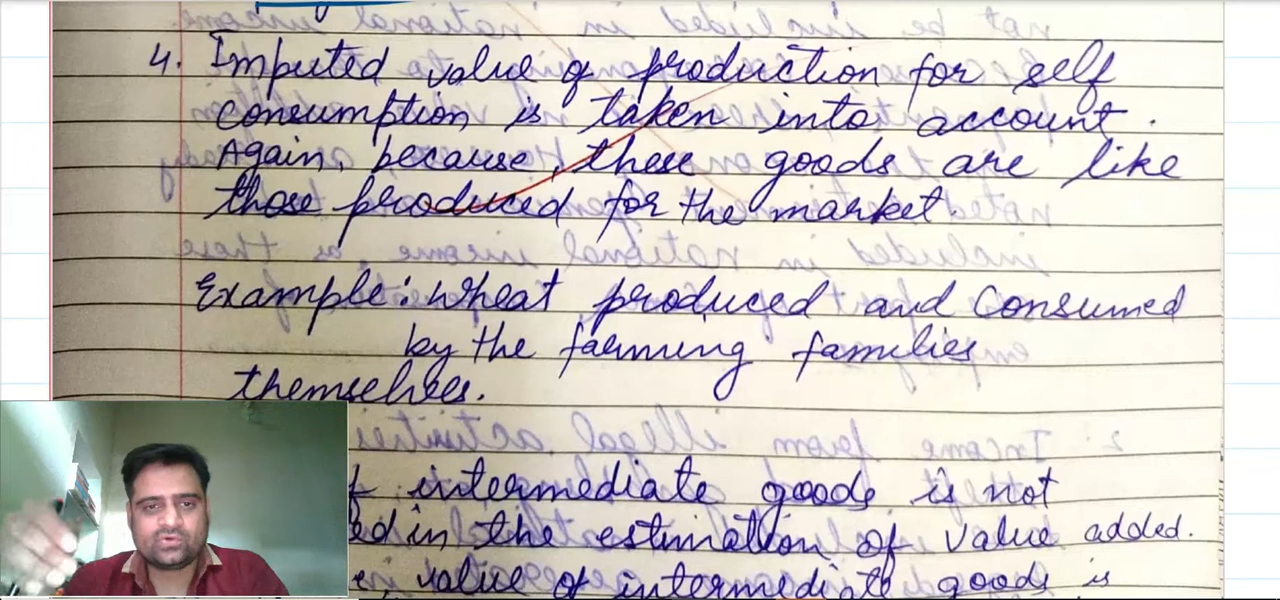 4. Imputed value of production for self
consumption is taken into account.
Again, because, these goods are like
those produced for the market.
Example: wheat produced and consumed
by the farming families
themselves.
intermediate goods is not
in the estimation of value added.
value of intermediate goods is